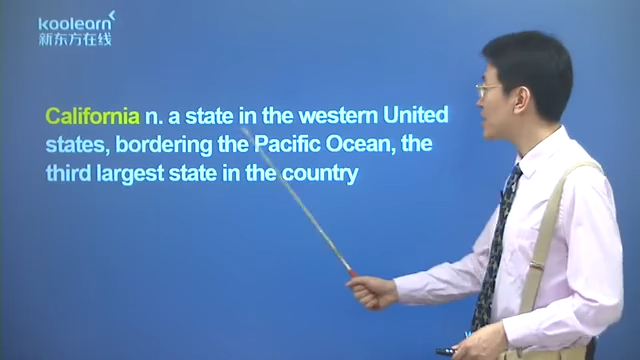 koolearn
新东方在线
California n. a state in the western United
states, bordering the Pacific Ocean, the
third largest state in the country